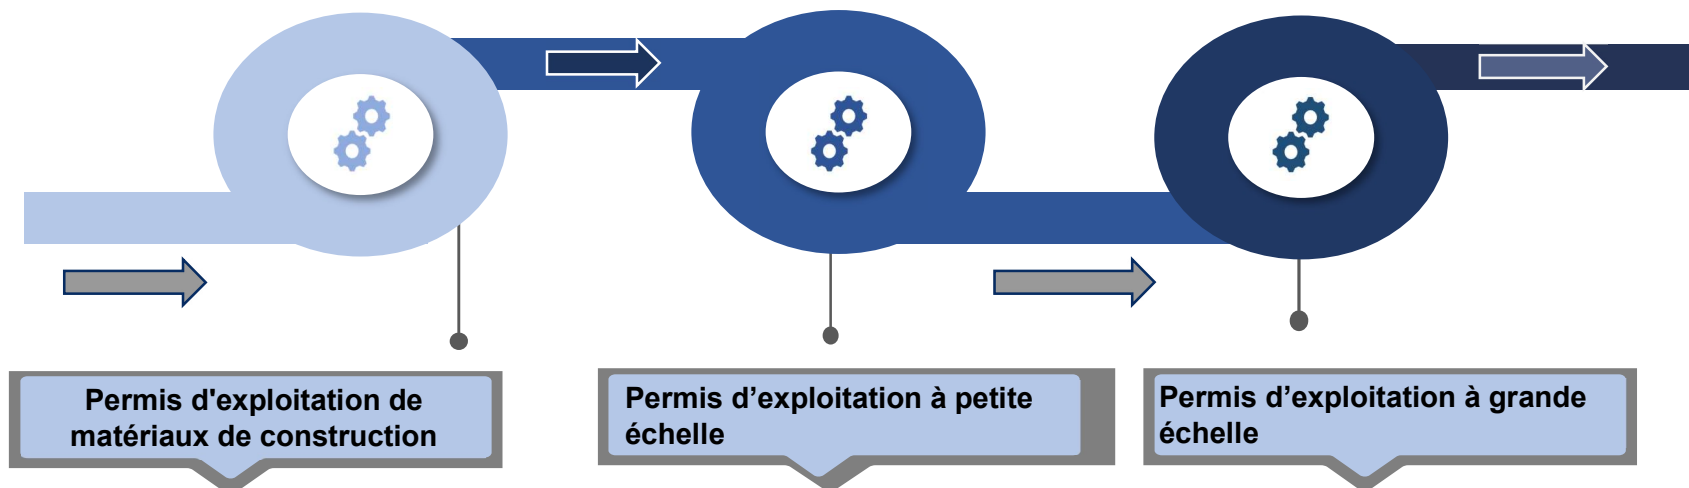 Permis d'exploitation de
matériaux de construction
Permis d’exploitation à petite
échelle
Permis d’exploitation à grande
échelle